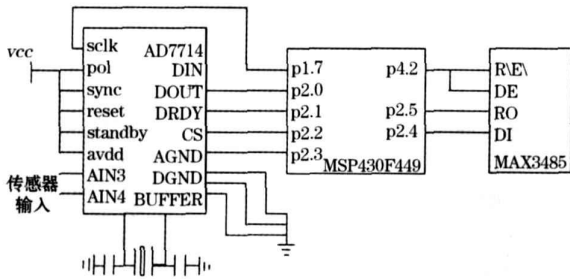 vcc
sclk AD7714
pol DIN
sync DOUT
reset DRDY
standby CS
avdd AGND
AIN3 DGND
AIN4 BUFFER
传感器
输入
p1.7 p4.2
p2.0
p2.1 p2.5
p2.2 p2.4
p2.3
MSP430F449
R\E\
DE
RO
DI
MAX3485